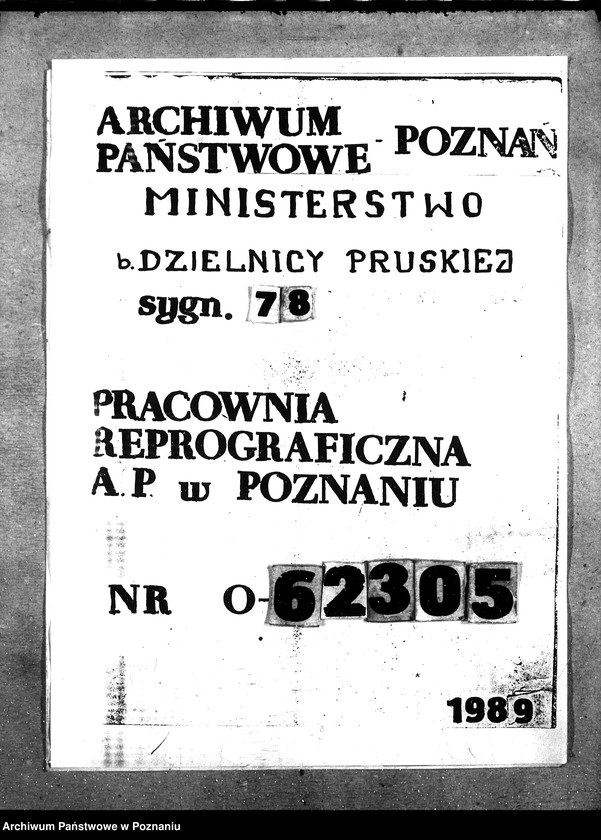 ARCHIWUM
PAŃSTWOWE - POZNAŃ
MINISTERSTWO
b. DZIELNICY PRUSKIEJ
sygn. 78
PRACOWNIA
REPROGRAFICZNA
A. P. w POZNANIU
NR O-62305
1989
Archiwum Państwowe w Poznaniu